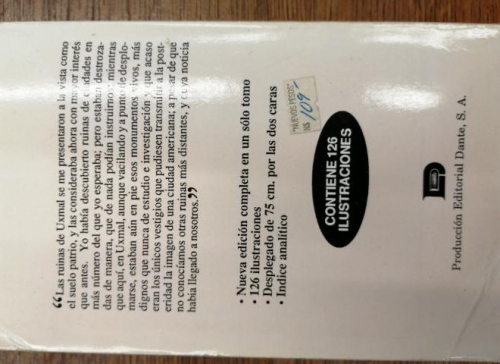 “Las ruinas de Uxmal se me presentaron a la vista como
el suelo patrio, y las consideraba ahora con mayor interés
que antes. Yo había descubierto ruinas de ciudades en
más número del que yo esperaba; pero estaban destroza-
das de manera, que de nada podían instruirnos; mientras
que aquí, en Uxmal, aunque vacilando y a punto de desplo-
marse, estaban aún en pie esos monumentos vivos, más
dignos que nunca de estudio e investigación y que acaso
eran los únicos vestigios que pudiesen transmitir a la post-
eridad la imagen de una ciudad americana; a pesar de que
no conocíamos otras ruinas más distantes, y cuya noticia
había llegado a nosotros.”
• Nueva edición completa en un sólo tomo
• 126 ilustraciones
• Desplegado de 75 cm. por las dos caras
• Indice analítico
NUEVOS PESOS
N$ 109.-
CONTIENE 126
ILUSTRACIONES
Producción Editorial Dante, S. A.